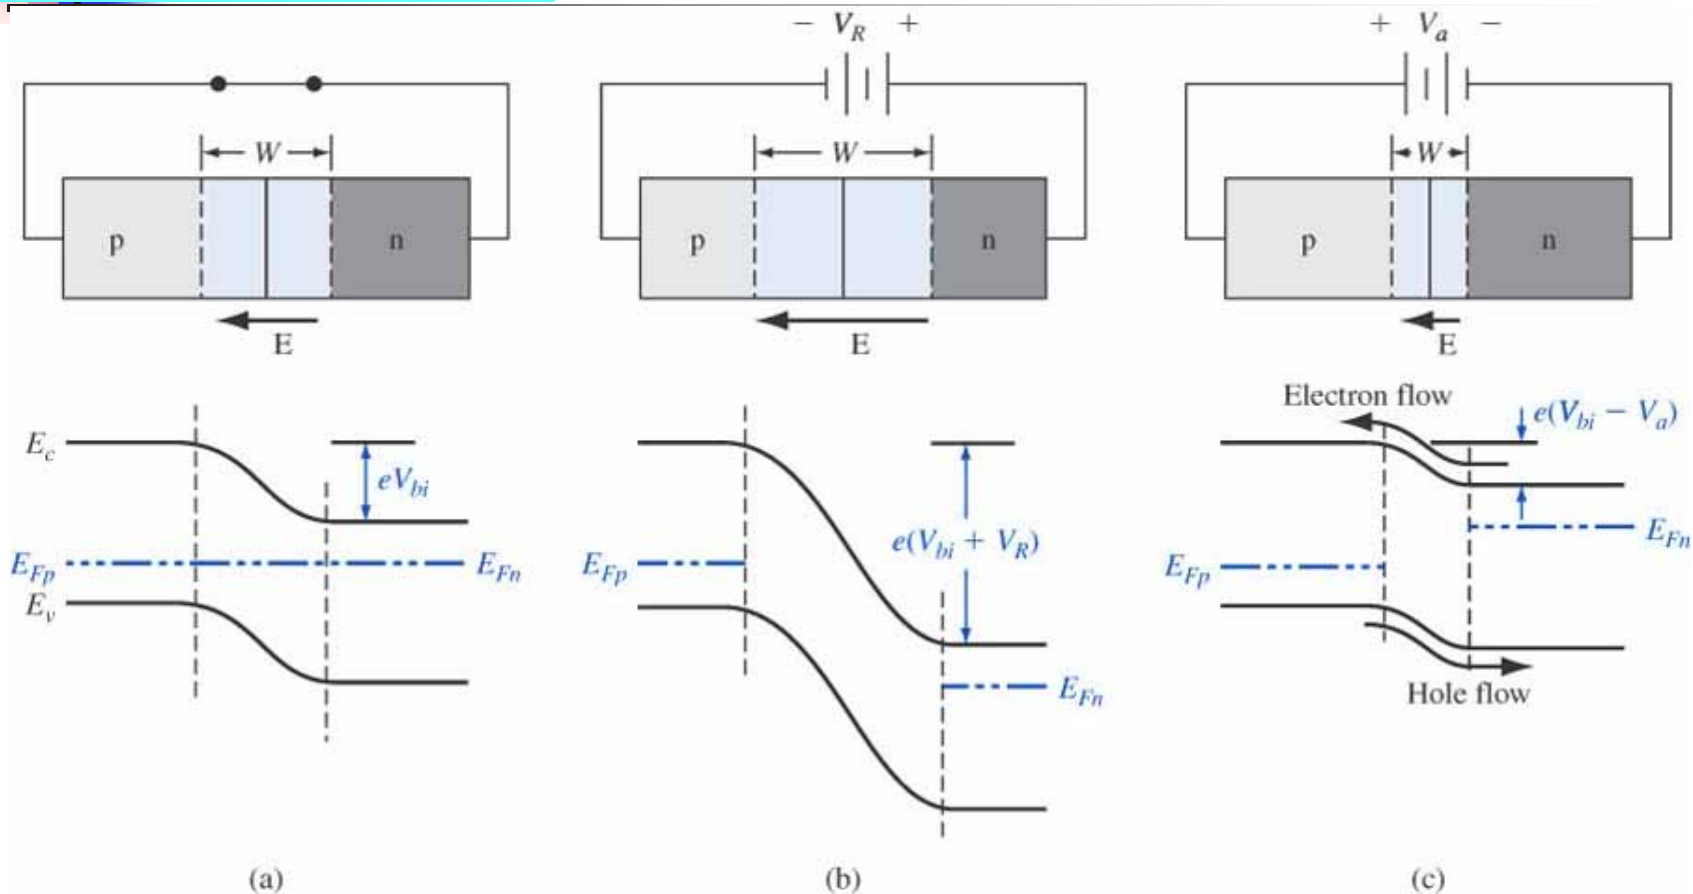 − V_R +
+ V_a −
W
W
W
p
n
p
n
p
n
E
E
E
Electron flow
e(V_bi − V_a)
E_c
eV_bi
e(V_bi + V_R)
E_Fn
E_Fp
E_Fn
E_Fp
E_Fp
E_v
E_Fn
Hole flow
(a)
(b)
(c)